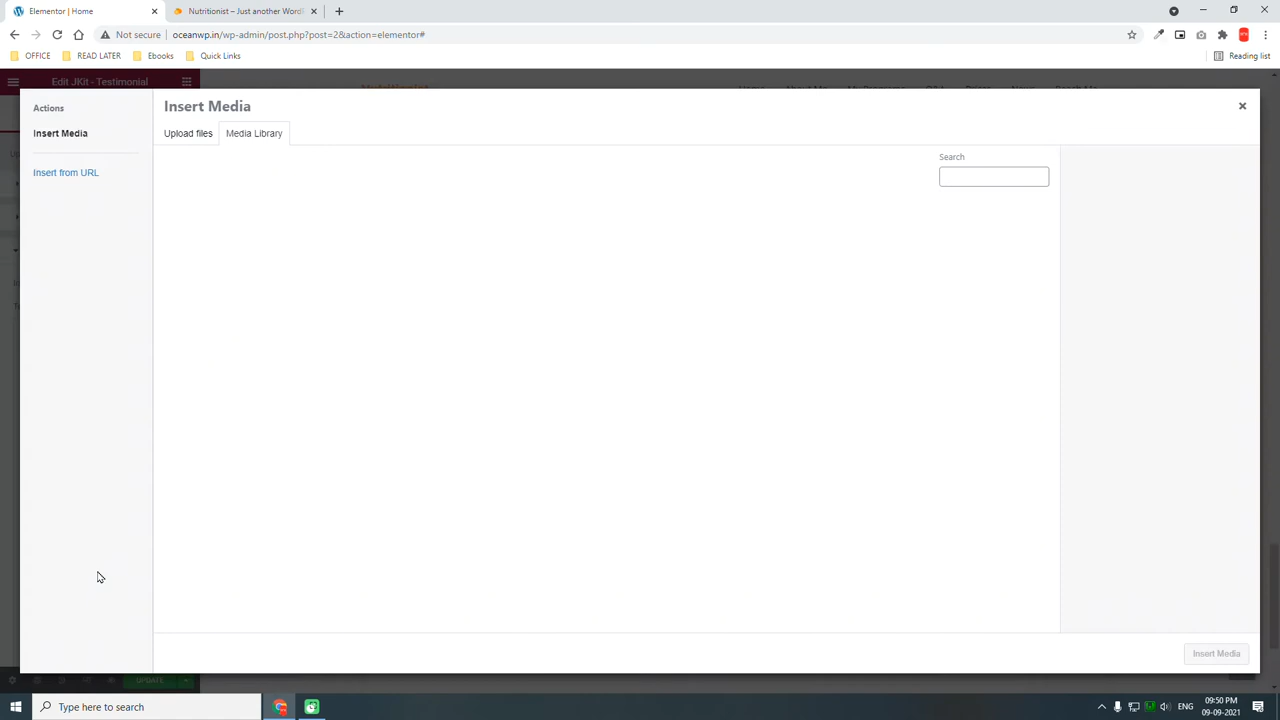 Elementor | Home
Nutritionist – Just another WordP
Not secure | oceanwp.in/wp-admin/post.php?post=2&action=elementor#
OFFICE READ LATER Ebooks Quick Links Reading list
Edit JKit - Testimonial
Actions
Insert Media
Insert from URL
Insert Media
Upload files Media Library
Search
Insert Media
UPDATE
Type here to search
ENG
09:50 PM
09-09-2021